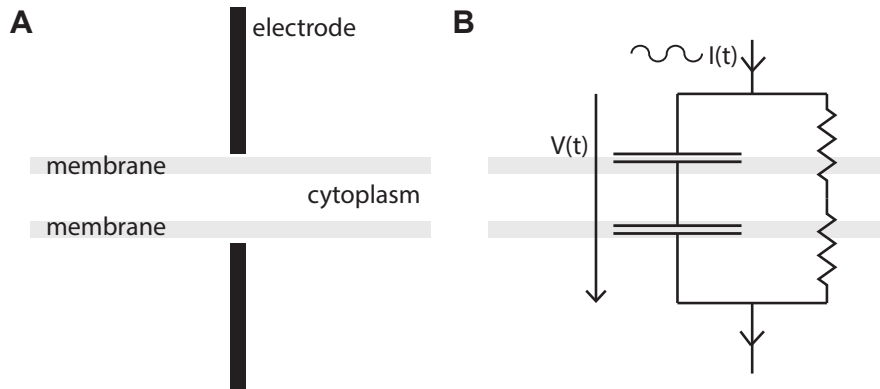 A
electrode
membrane
cytoplasm
membrane
B
I(t)
V(t)